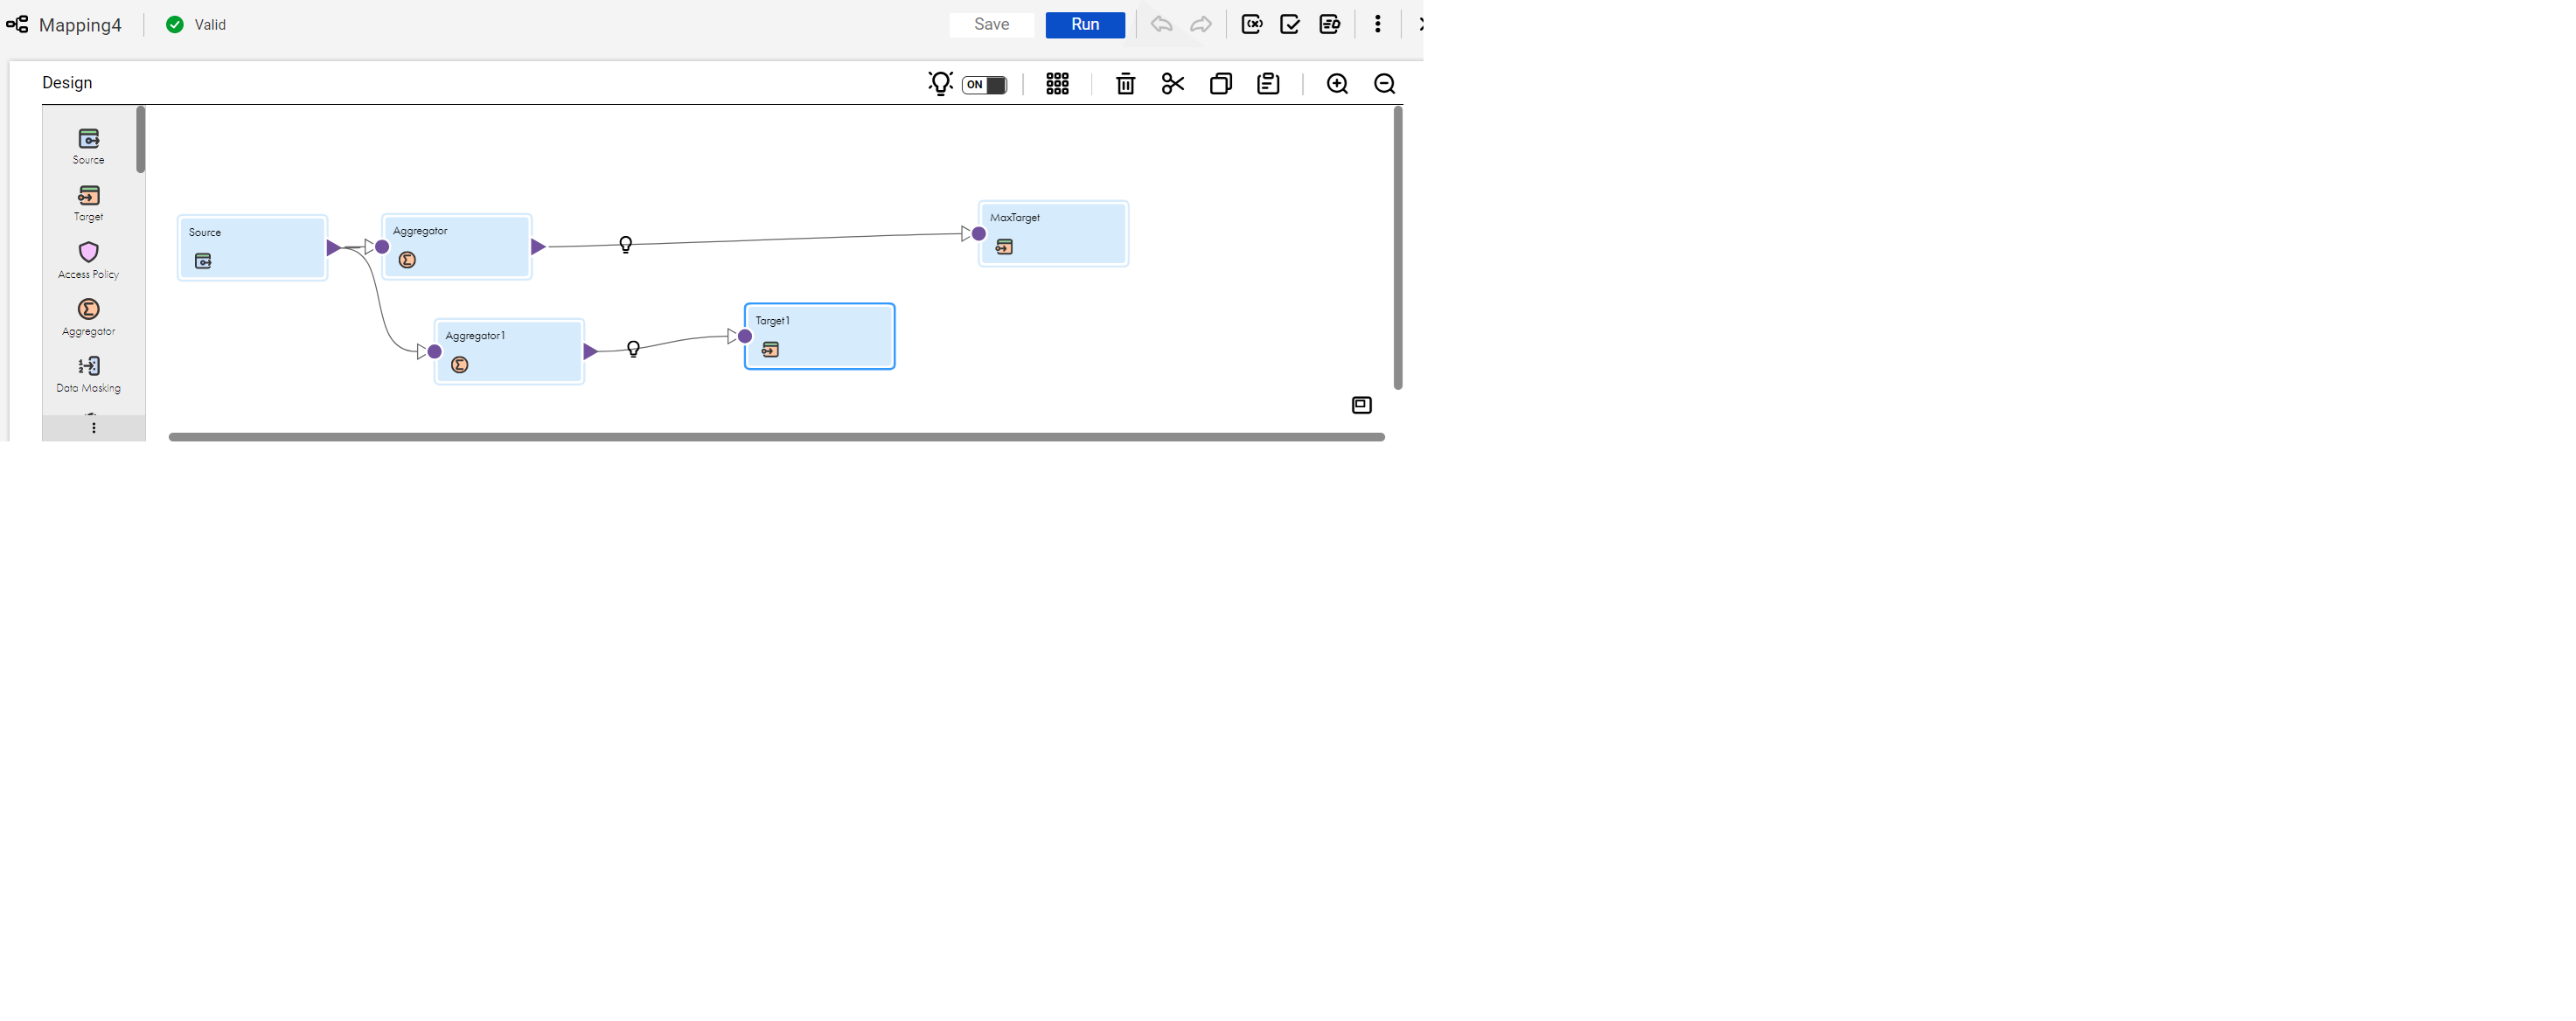 Mapping4
Valid
Save
Run
Design
ON
Source
Target
Access Policy
Aggregator
Data Masking
Source
Aggregator
MaxTarget
Aggregator1
Target1